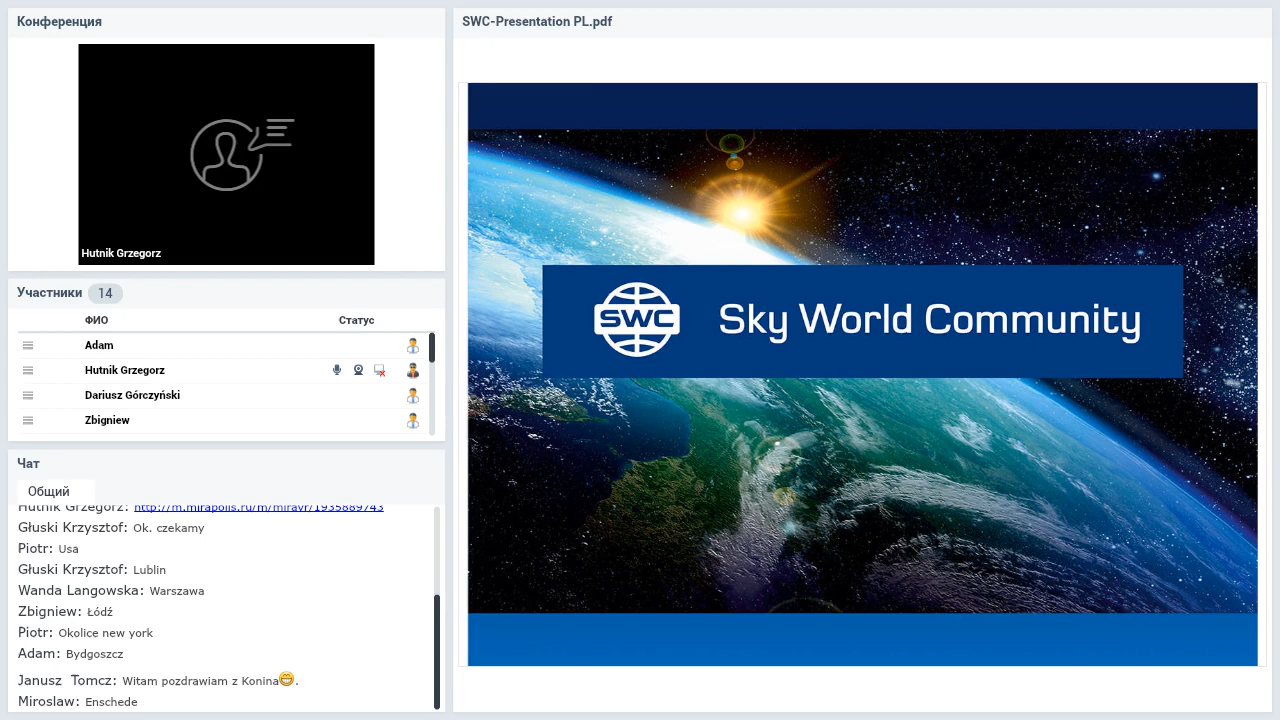 Конференция
Hutnik Grzegorz
Участники 14
ФИО Статус
Adam
Hutnik Grzegorz
Dariusz Górczyński
Zbigniew
Чат
Общий
Hutnik Grzegorz: http://m.mirapolis.ru/m/miravr/1935889743
Głuski Krzysztof: Ok. czekamy
Piotr: Usa
Głuski Krzysztof: Lublin
Wanda Langowska: Warszawa
Zbigniew: Łódź
Piotr: Okolice new york
Adam: Bydgoszcz
Janusz Tomcz: Witam pozdrawiam z Konina😁.
Miroslaw: Enschede
SWC-Presentation PL.pdf
SWC Sky World Community